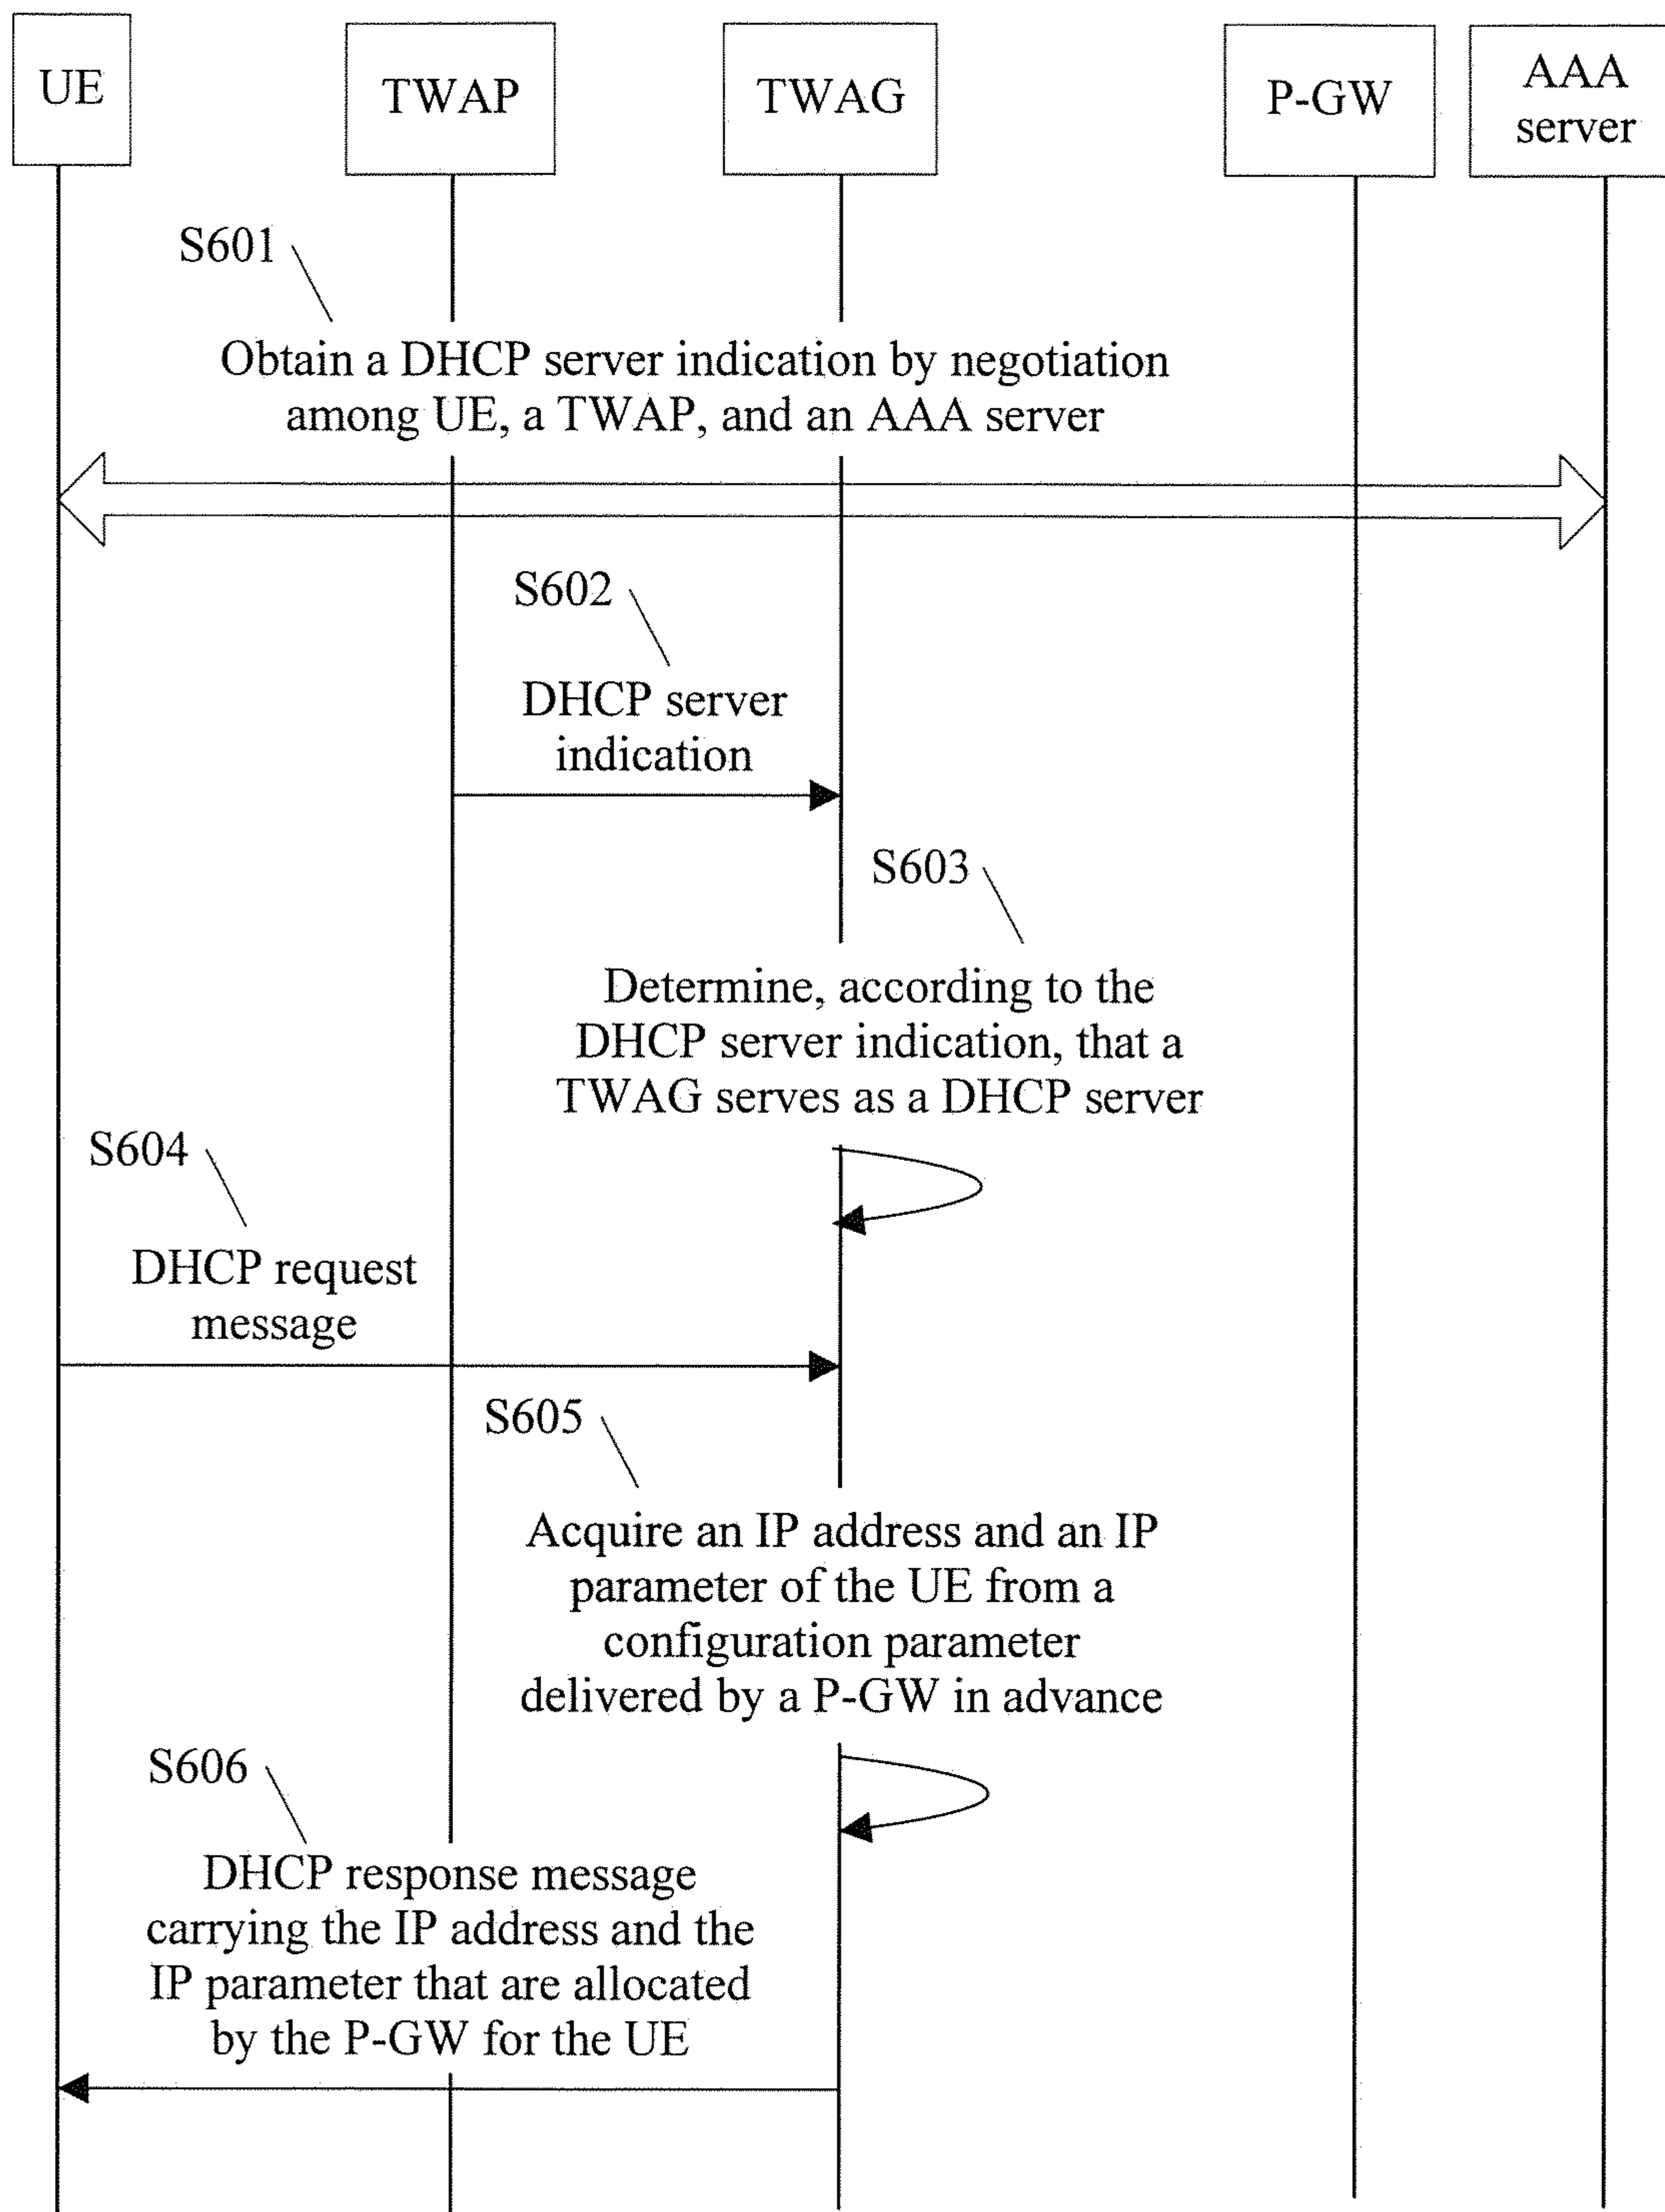 UE
TWAP
TWAG
P-GW
AAA
server
S601
Obtain a DHCP server indication by negotiation
among UE, a TWAP, and an AAA server
S602
DHCP server
indication
S603
Determine, according to the
DHCP server indication, that a
TWAG serves as a DHCP server
S604
DHCP request
message
S605
Acquire an IP address and an IP
parameter of the UE from a
configuration parameter
delivered by a P-GW in advance
S606
DHCP response message
carrying the IP address and the
IP parameter that are allocated
by the P-GW for the UE